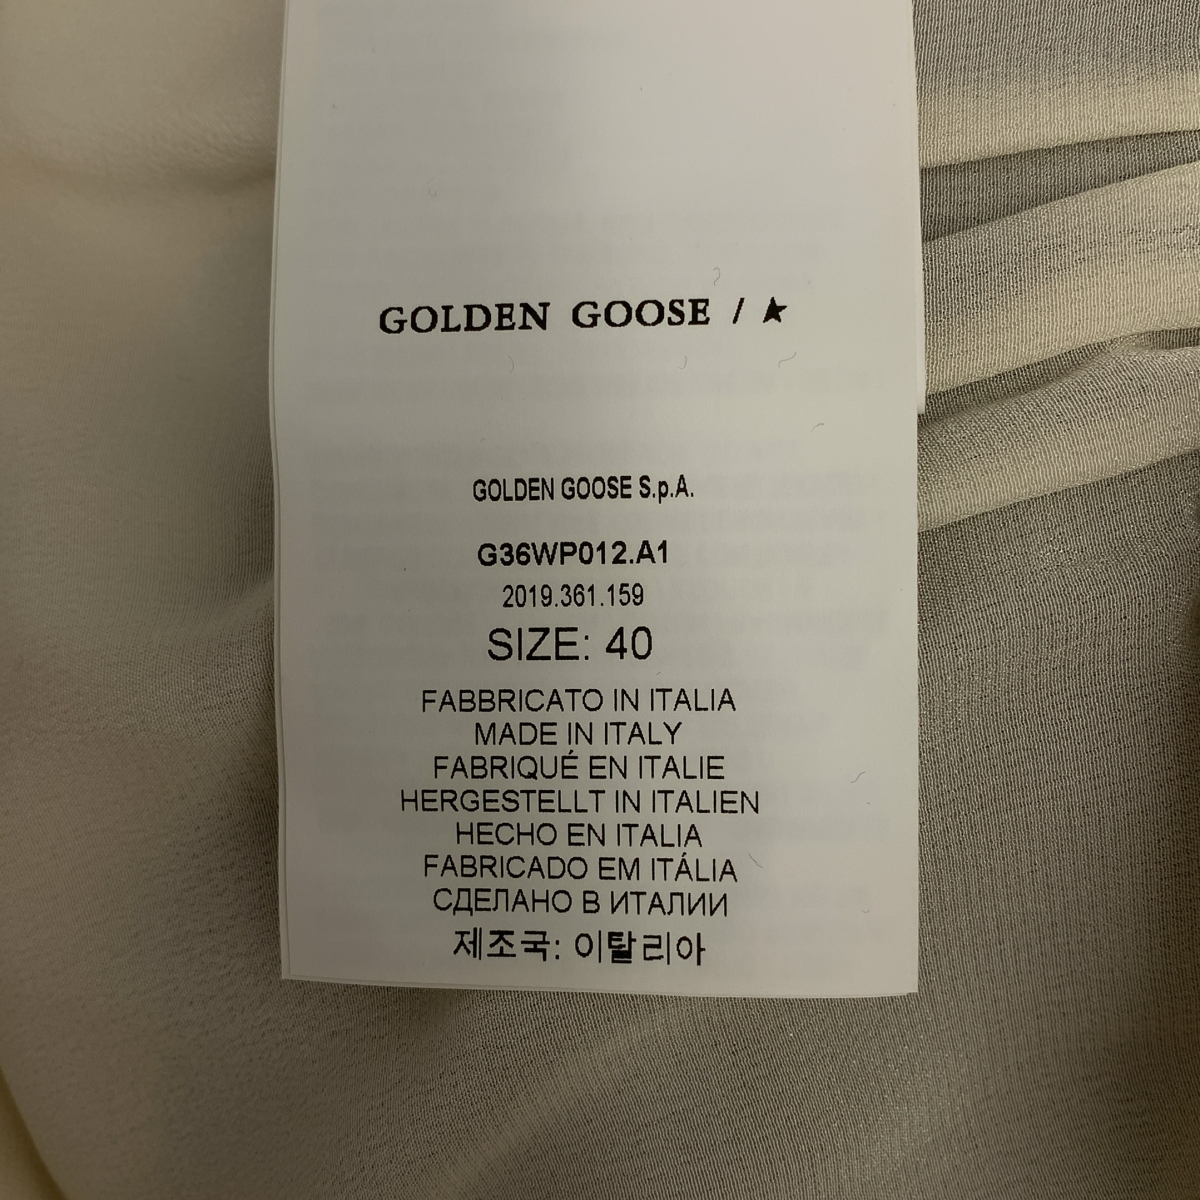 GOLDEN GOOSE /
GOLDEN GOOSE S.p.A.
G36WP012.A1
2019.361.159
SIZE: 40
FABBRICATO IN ITALIA
MADE IN ITALY
FABRIQUÉ EN ITALIE
HERGESTELLT IN ITALIEN
HECHO EN ITALIA
FABRICADO EM ITÁLIA
СДЕЛАНО В ИТАЛИИ
제조국: 이탈리아